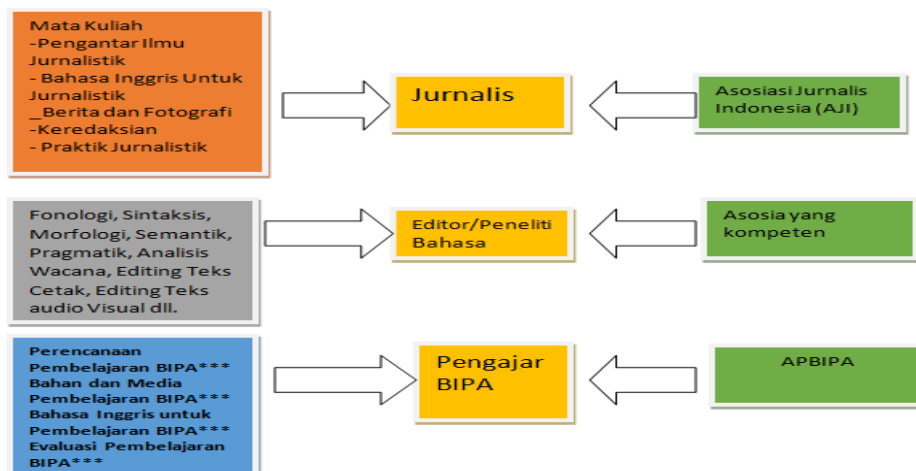 Mata Kuliah
-Pengantar Ilmu
Jurnalistik
- Bahasa Inggris Untuk
Jurnalistik
_Berita dan Fotografi
-Keredaksian
- Praktik Jurnalistik
Jurnalis
Asosiasi Jurnalis
Indonesia (AJI)
Fonologi, Sintaksis,
Morfologi, Semantik,
Pragmatik, Analisis
Wacana, Editing Teks
Cetak, Editing Teks
audio Visual dll.
Editor/Peneliti
Bahasa
Asosia yang
kompeten
Perencanaan
Pembelajaran BIPA***
Bahan dan Media
Pembelajaran BIPA***
Bahasa Inggris untuk
Pembelajaran BIPA***
Evaluasi Pembelajaran
BIPA***
Pengajar
BIPA
APBIPA